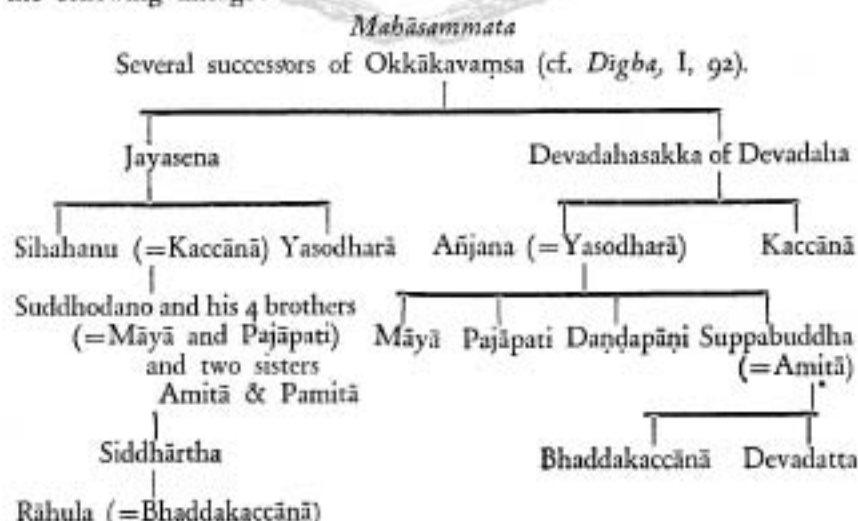 the following lineage:
Mahāsammata
Several successors of Okkākavaṃsa (cf. Dīgha, I, 92).
Jayasena Devadahasakka of Devadaha
Sihahanu (=Kaccānā) Yasodharā Añjana (=Yasodharā) Kaccānā
Suddhodano and his 4 brothers
(=Māyā and Pajāpati) Māyā Pajāpati Daṇḍapāṇi Suppabuddha
and two sisters (=Amitā)
Amitā & Pamitā
Siddhārtha Bhaddakaccānā Devadatta
Rāhula (=Bhaddakaccānā)